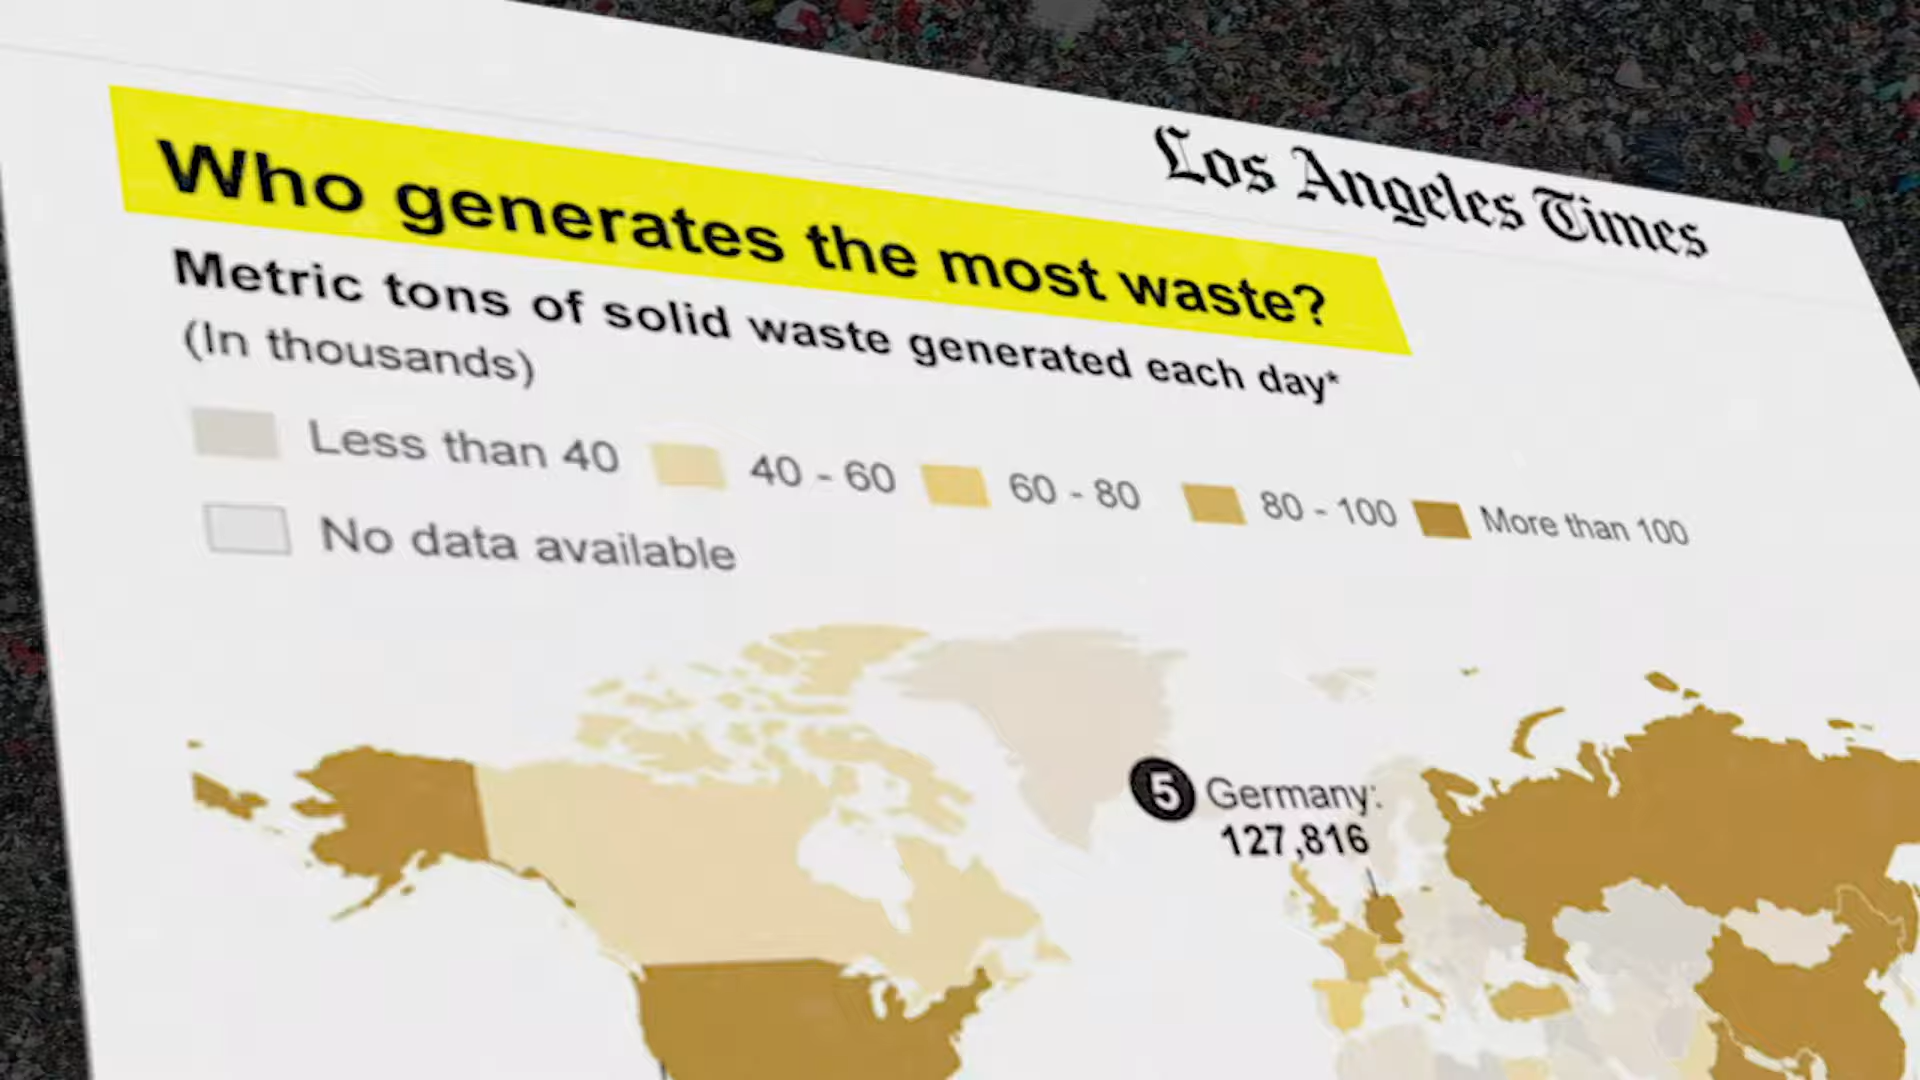 Los Angeles Times
Who generates the most waste?
Metric tons of solid waste generated each day*
(In thousands)
Less than 40
40 - 60
60 - 80
80 - 100
More than 100
No data available
5 Germany:
127,816